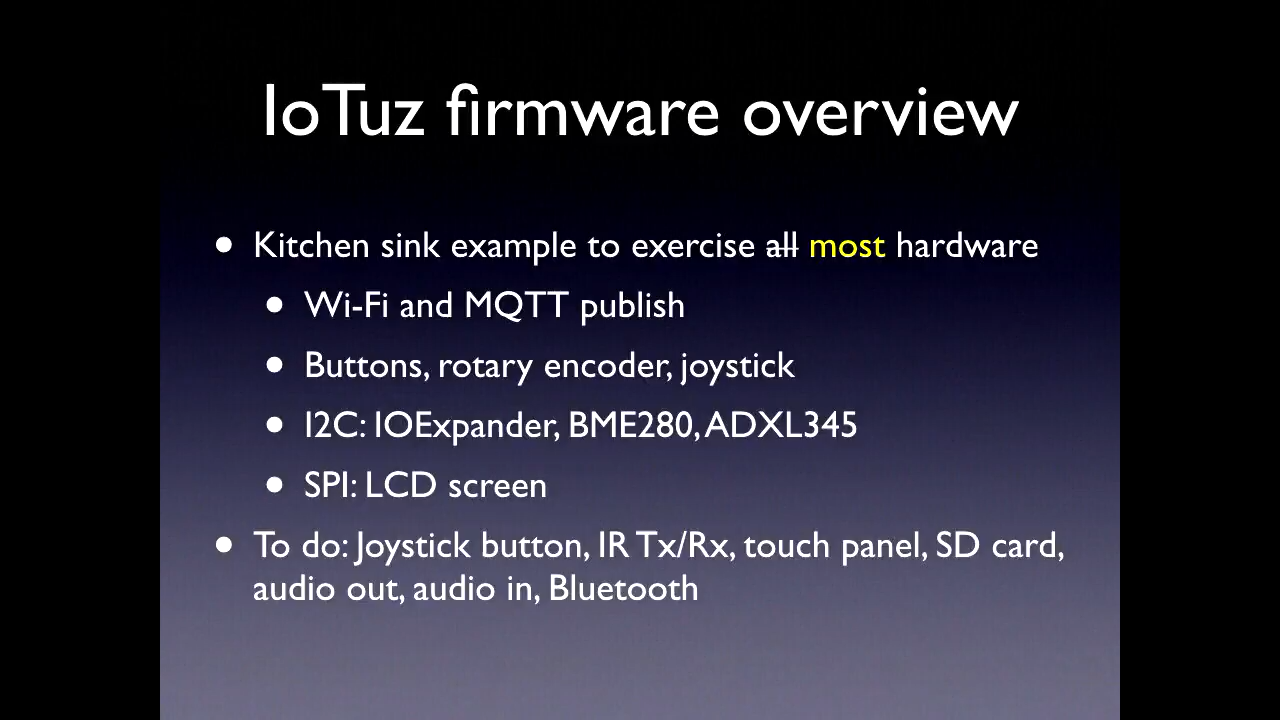 IoTuz firmware overview
• Kitchen sink example to exercise all most hardware
• Wi-Fi and MQTT publish
• Buttons, rotary encoder, joystick
• I2C: IOExpander, BME280, ADXL345
• SPI: LCD screen
• To do: Joystick button, IR Tx/Rx, touch panel, SD card,
audio out, audio in, Bluetooth